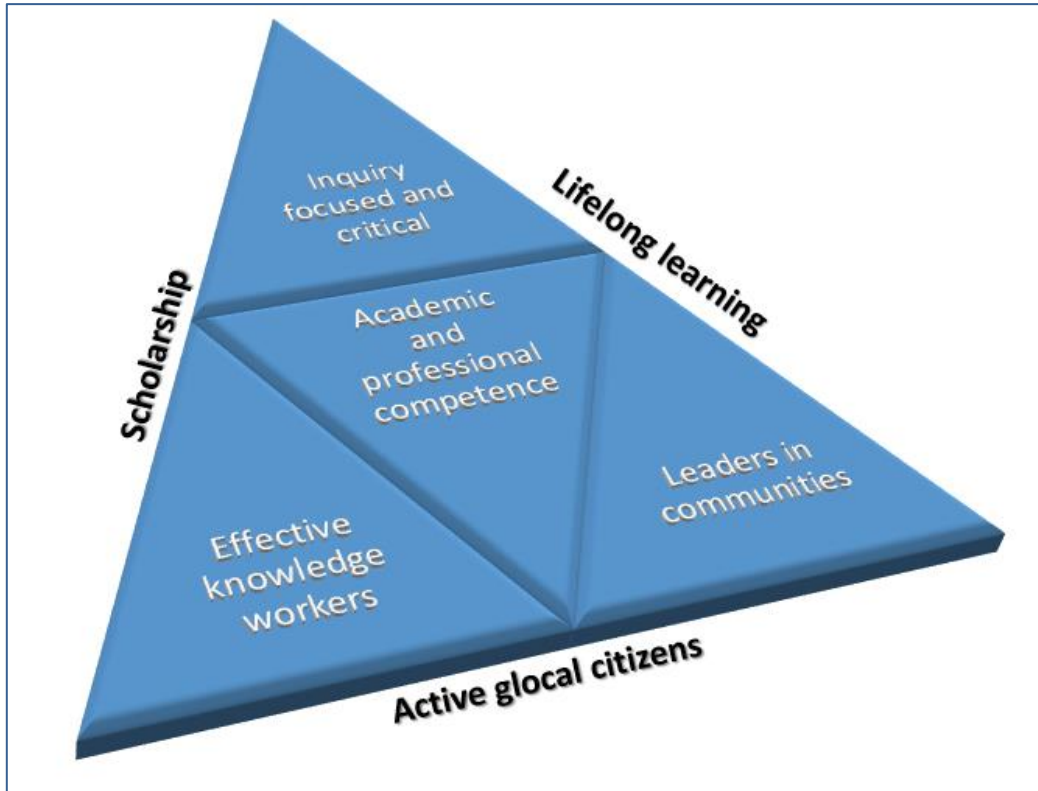 Inquiry
focused and
critical
Lifelong learning
Scholarship
Academic
and
professional
competence
Leaders in
communities
Effective
knowledge
workers
Active glocal citizens